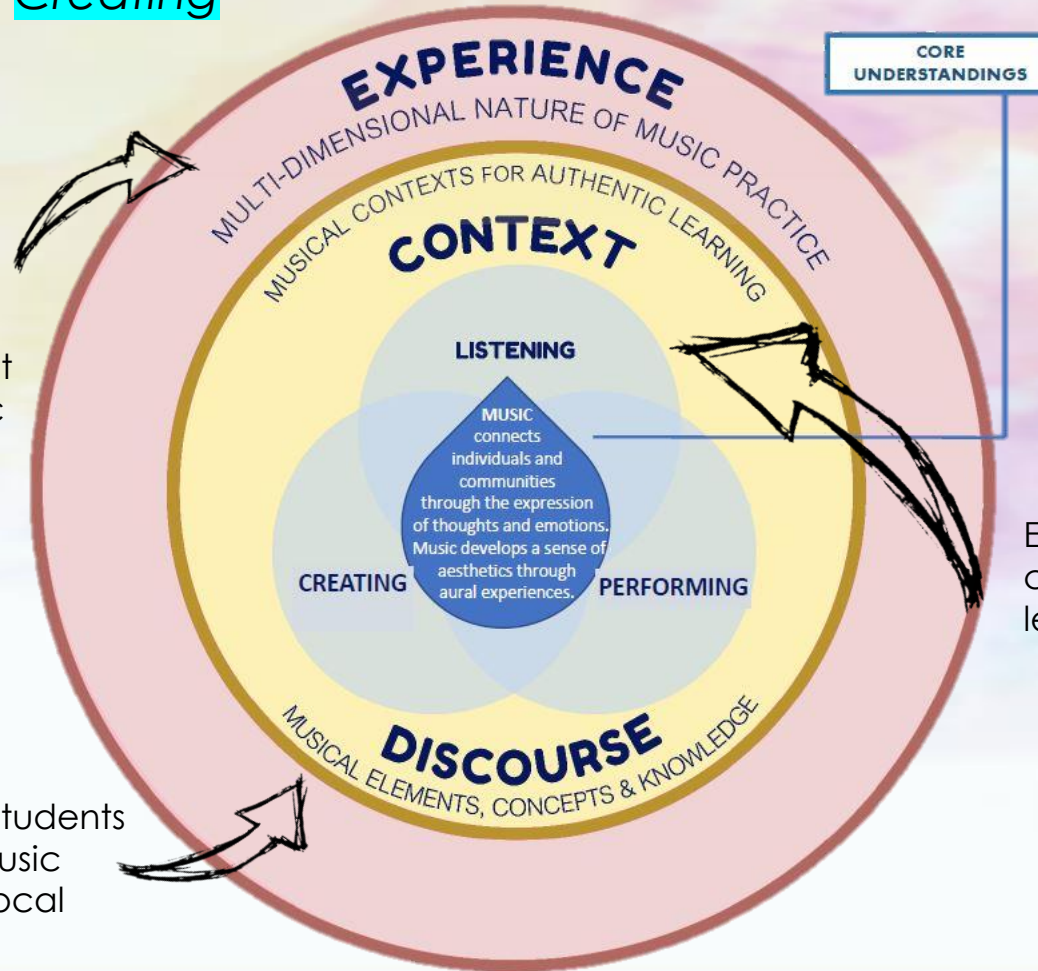 Creating
CORE
UNDERSTANDINGS
EXPERIENCE
MULTI-DIMENSIONAL NATURE OF MUSIC PRACTICE
MUSICAL CONTEXTS FOR AUTHENTIC LEARNING
CONTEXT
LISTENING
MUSIC
connects
individuals and
communities
through the expression
of thoughts and emotions.
Music develops a sense of
aesthetics through
aural experiences.
CREATING
PERFORMING
DISCOURSE
MUSICAL ELEMENTS, CONCEPTS & KNOWLEDGE
tudents
ocal